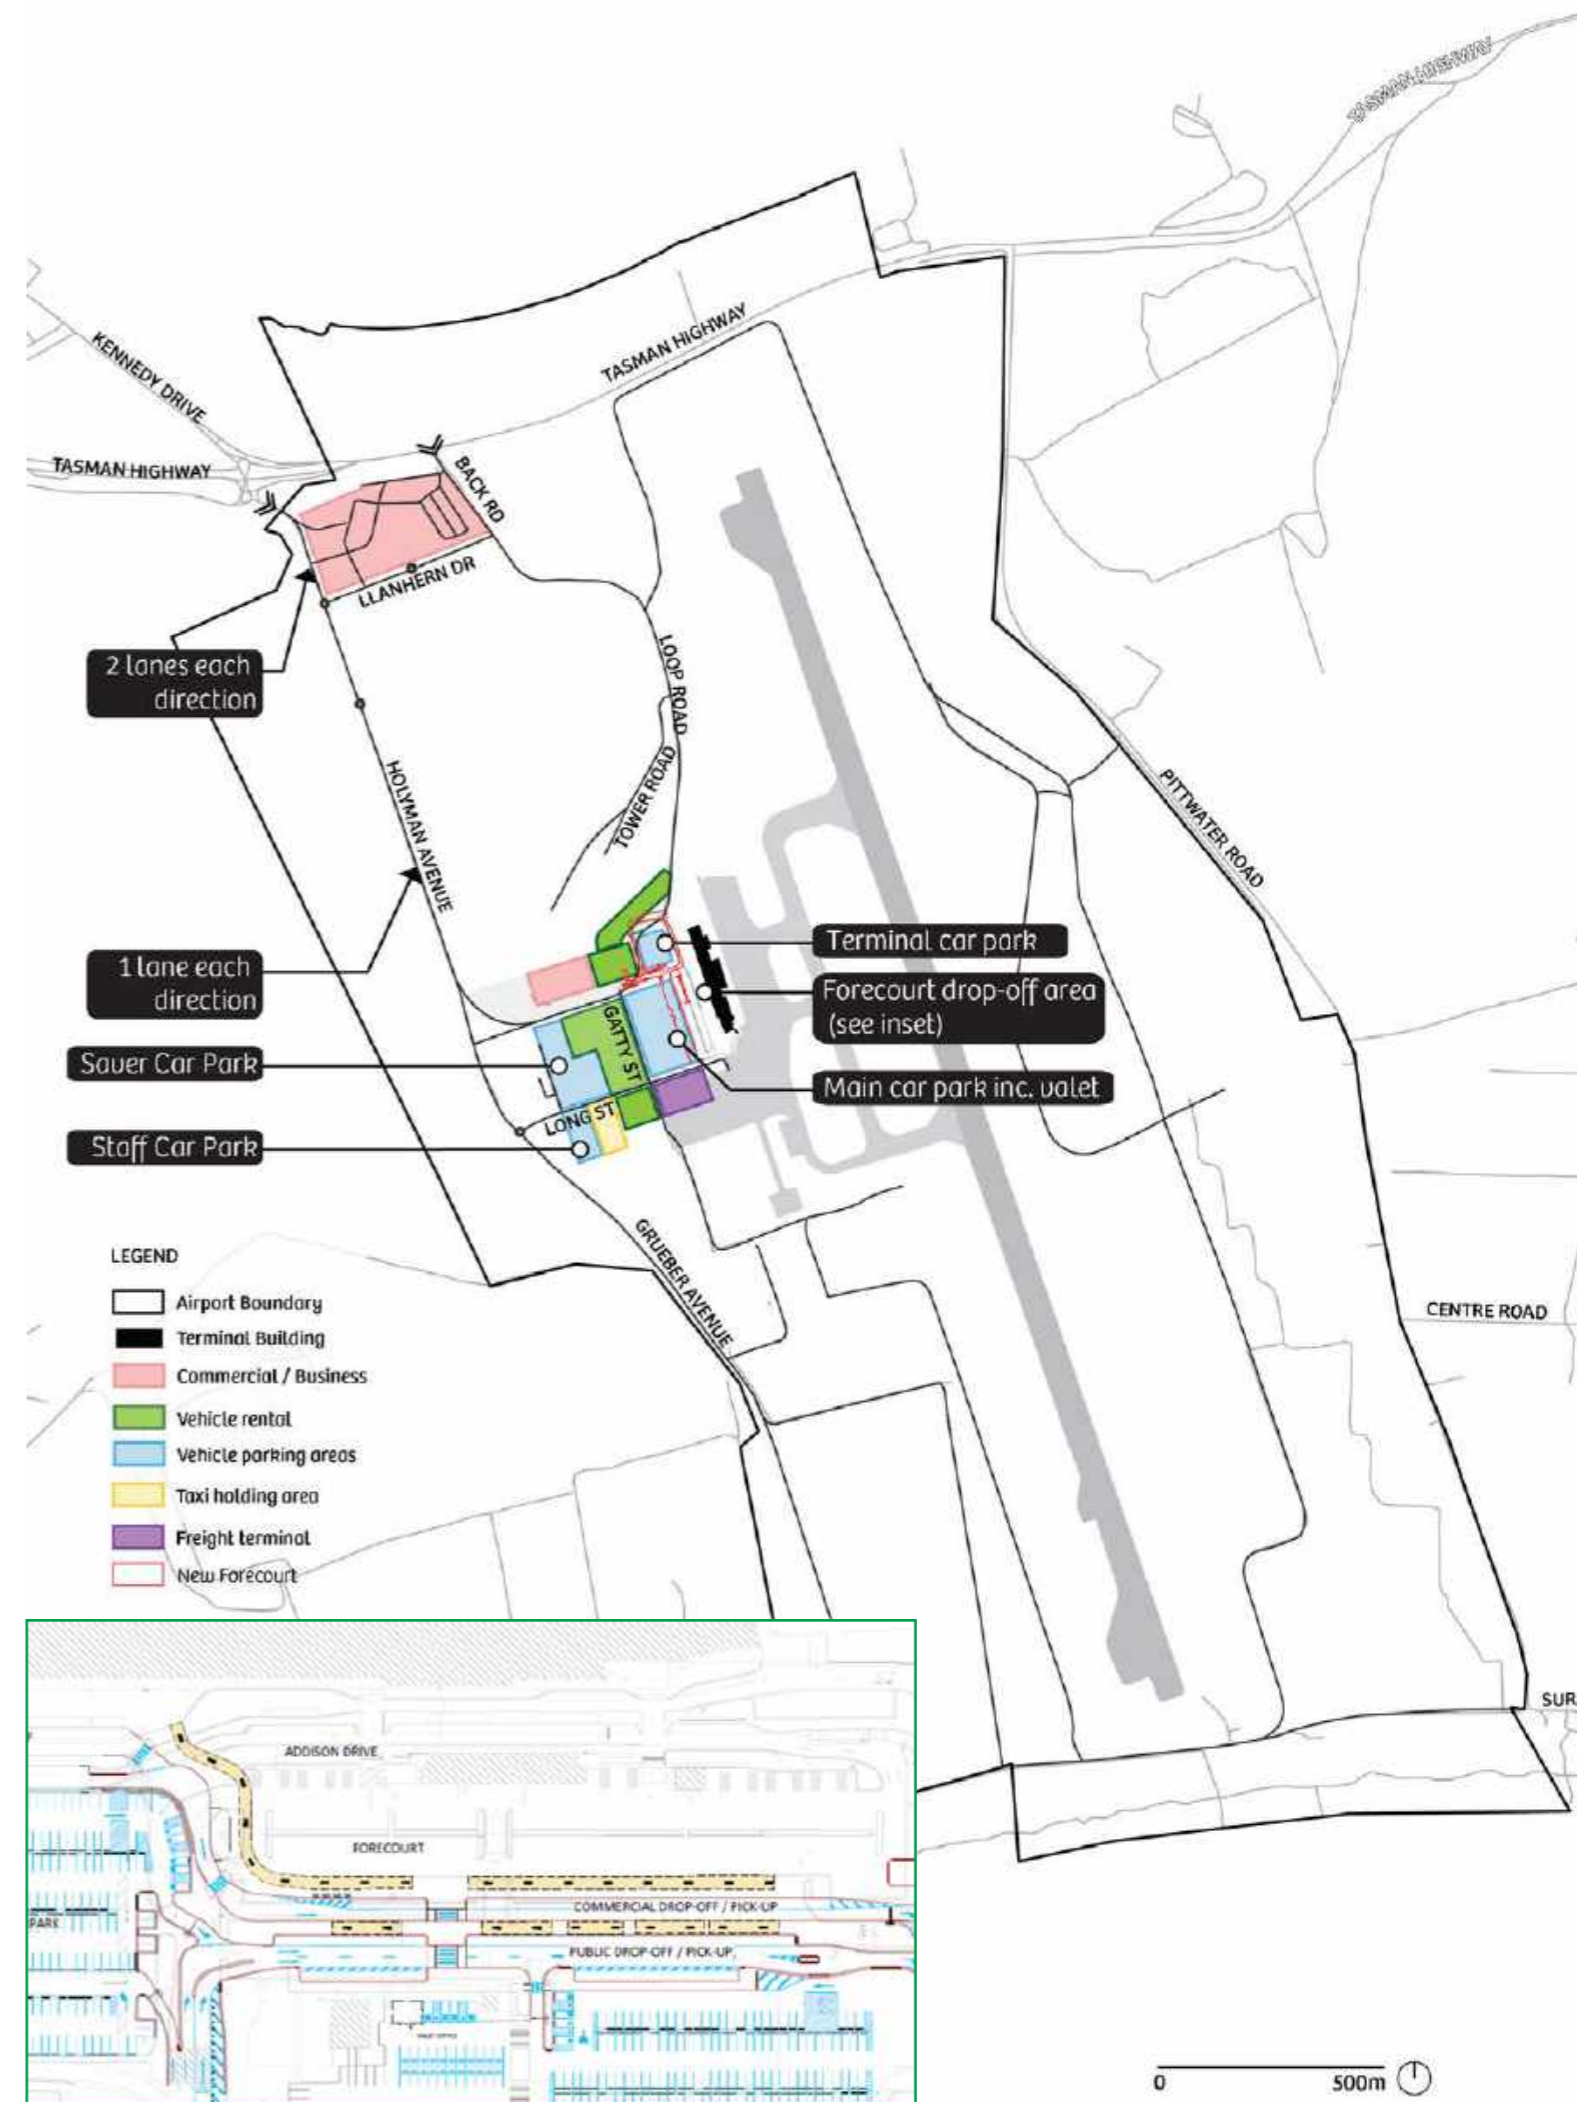 TASMAN HIGHWAY
KENNEDY DRIVE
TASMAN HIGHWAY
TASMAN HIGHWAY
BACK RD
LLANHERN DR
2 lanes each
direction
LOOP ROAD
HOLYMAN AVENUE
TOWER ROAD
PITTWATER ROAD
1 lane each
direction
Terminal car park
Forecourt drop-off area
(see inset)
GATTY ST
Saver Car Park
Main car park inc. valet
LONG ST
Staff Car Park
GRUEBER AVENUE
CENTRE ROAD
LEGEND
Airport Boundary
Terminal Building
Commercial / Business
Vehicle rental
Vehicle parking areas
Taxi holding area
Freight terminal
New Forecourt
SUR
ADDISON DRIVE
FORECOURT
COMMERCIAL DROP-OFF / PICK-UP
PARK
PUBLIC DROP-OFF / PICK-UP
0
500m